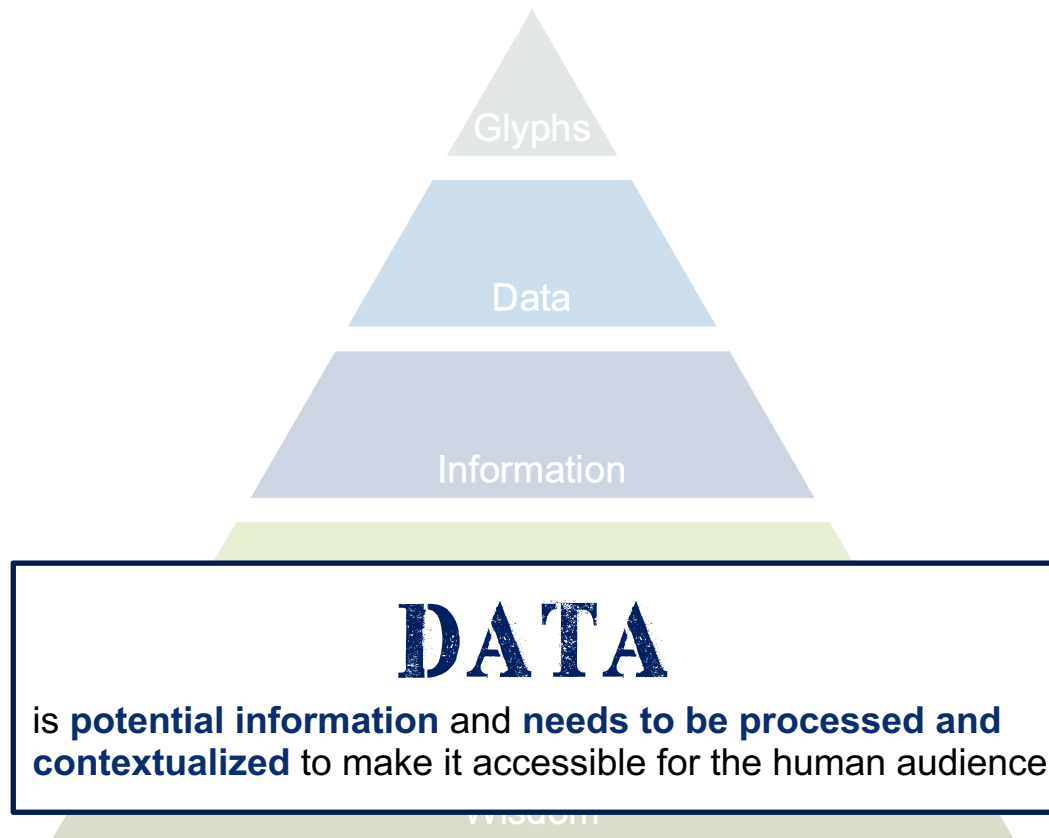 Glyphs
Data
Information
DATA
is potential information and needs to be processed and
contextualized to make it accessible for the human audience
Wisdom